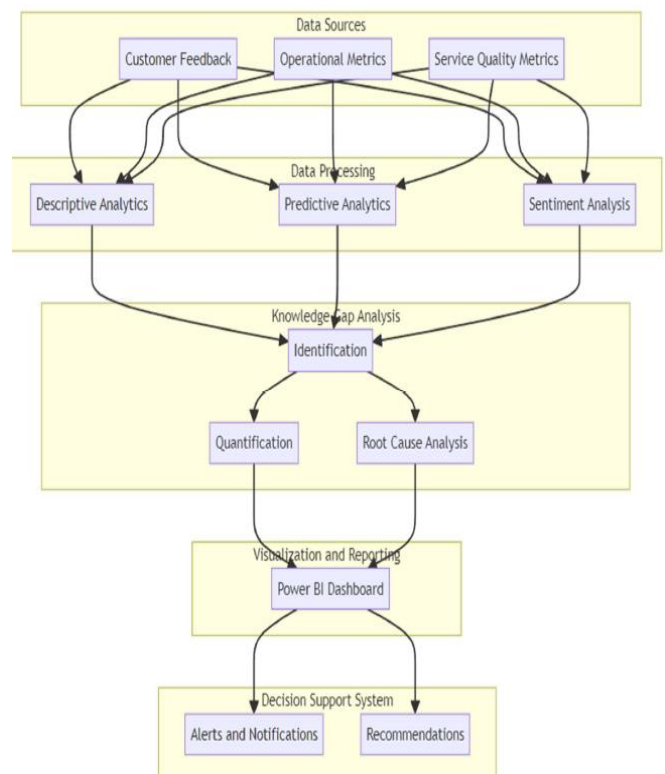 Data Sources
Customer Feedback
Operational Metrics
Service Quality Metrics
Data Processing
Descriptive Analytics
Predictive Analytics
Sentiment Analysis
Knowledge Gap Analysis
Identification
Quantification
Root Cause Analysis
Visualization and Reporting
Power BI Dashboard
Decision Support System
Alerts and Notifications
Recommendations